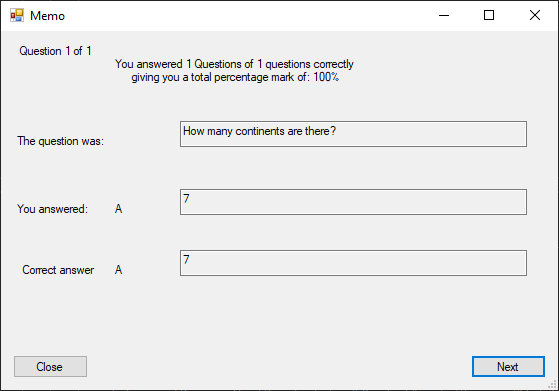 Memo
Question 1 of 1
You answered 1 Questions of 1 questions correctly
giving you a total percentage mark of: 100%
The question was:
How many continents are there?
You answered:
A
7
Correct answer
A
7
Close
Next